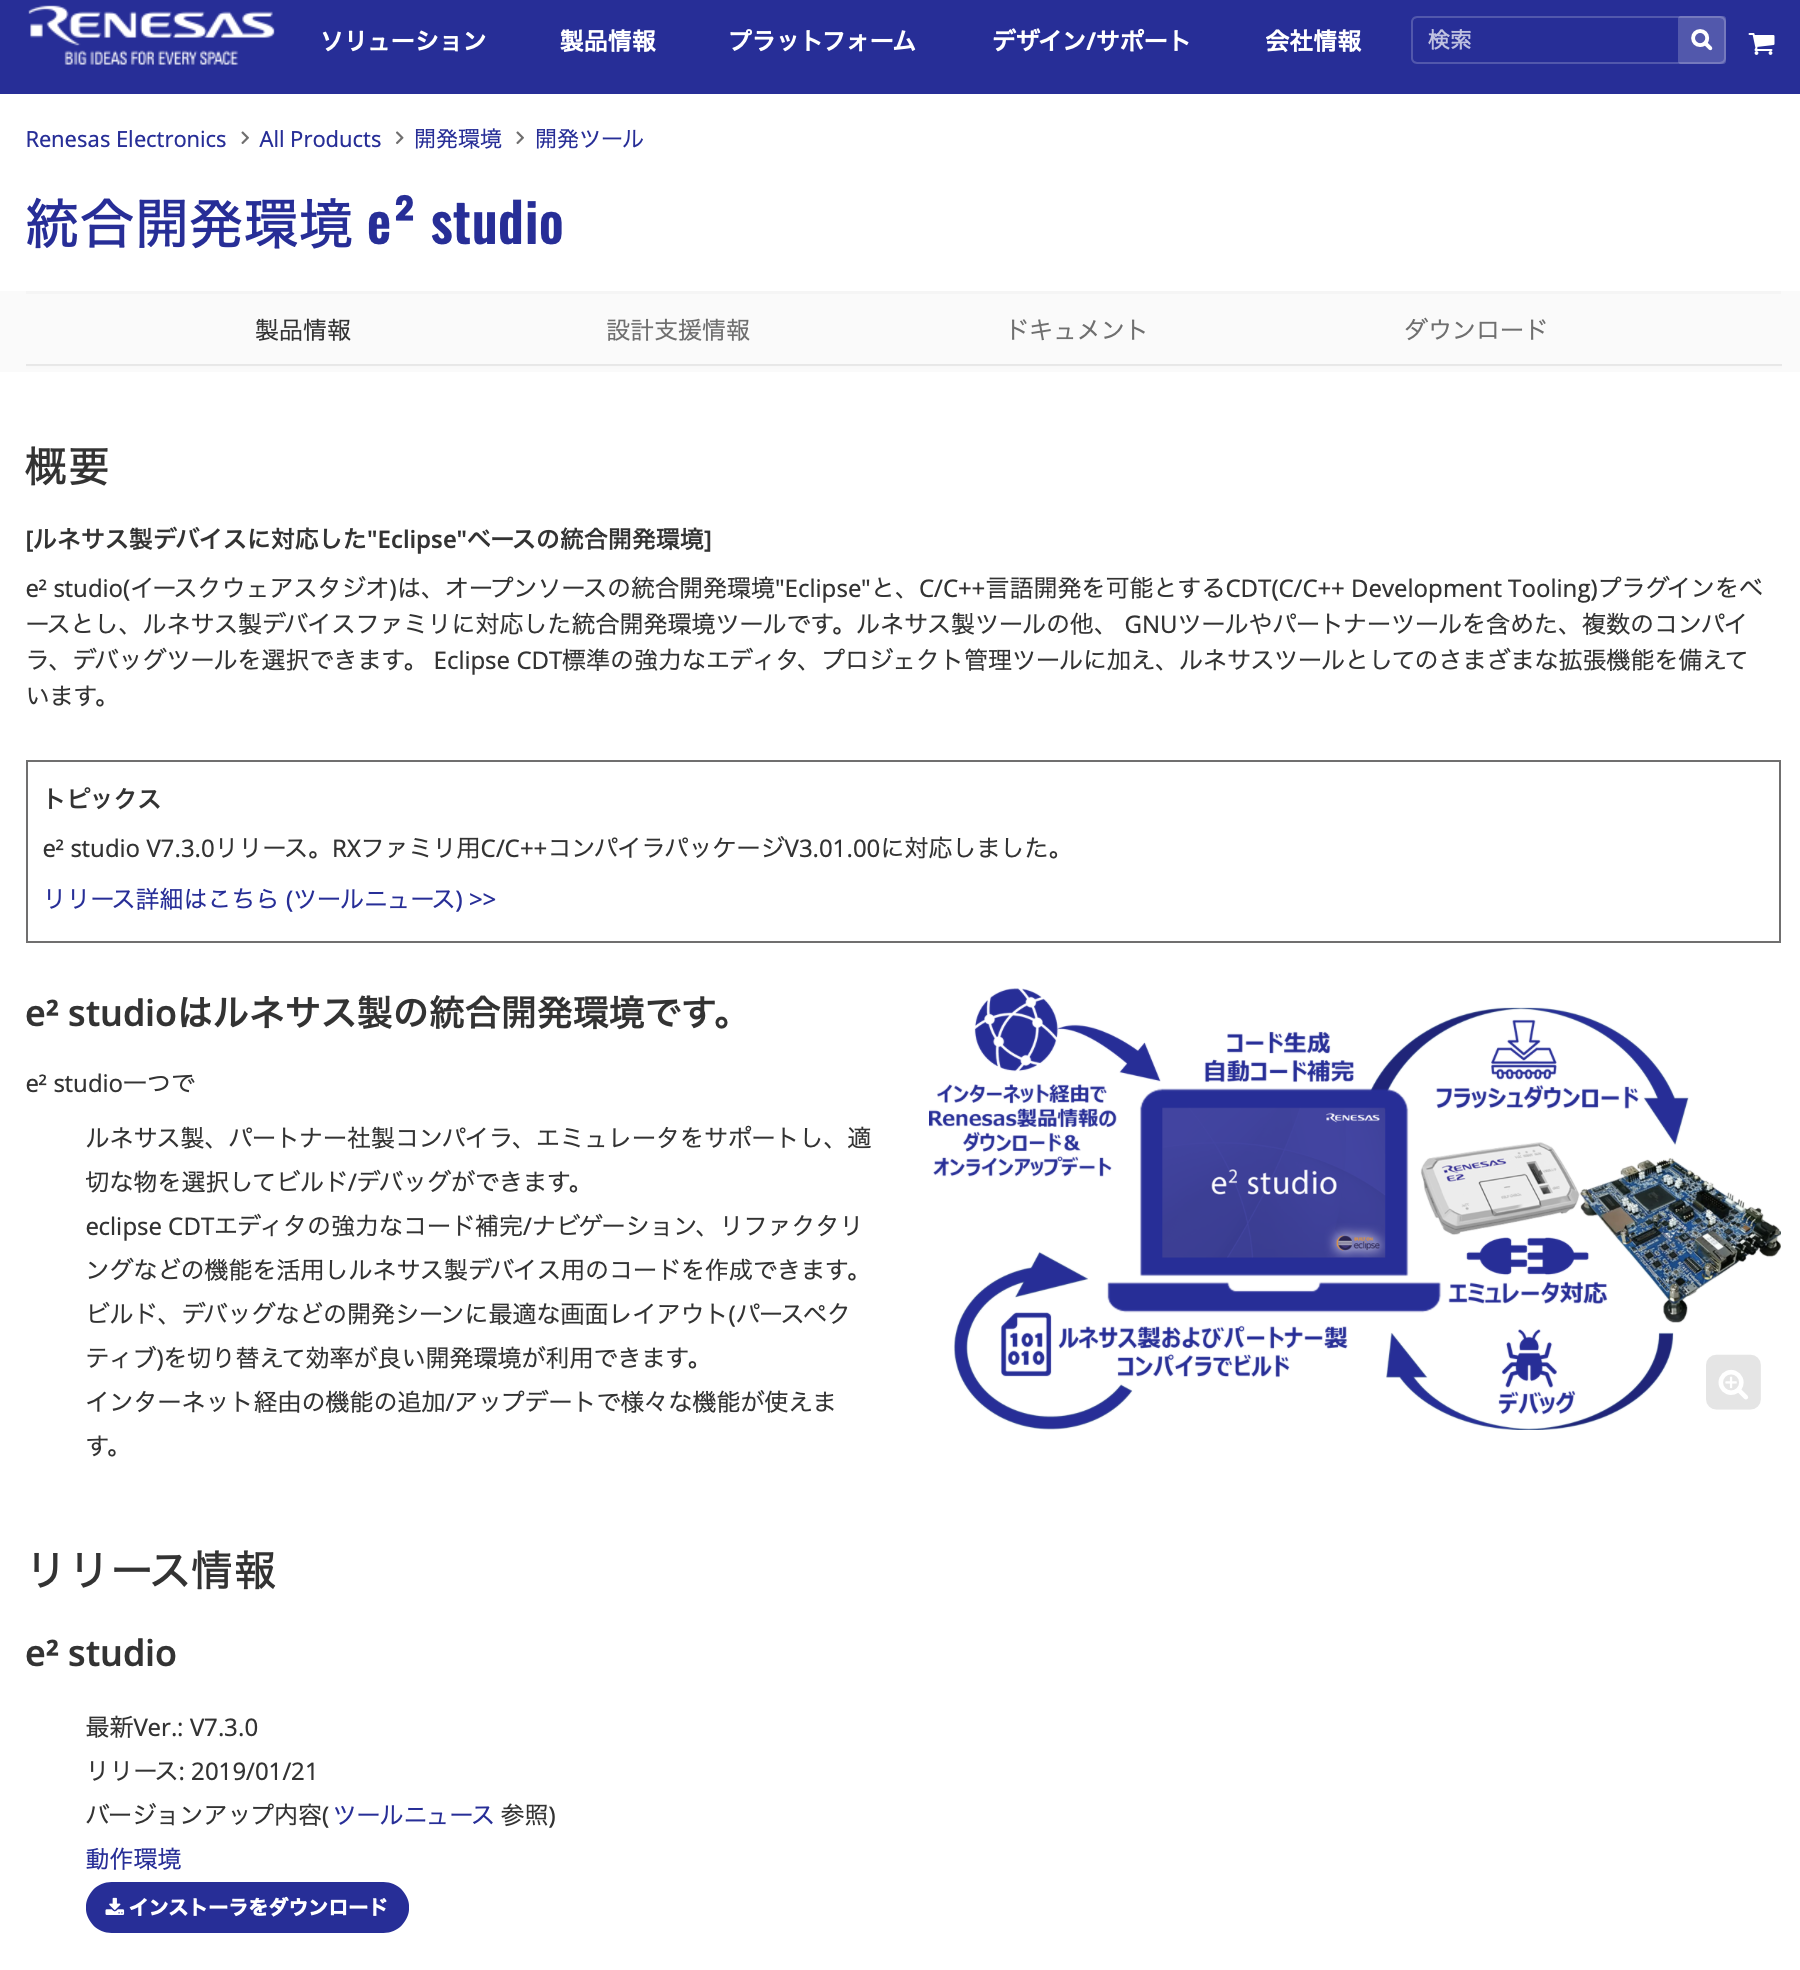 RENESAS
BIG IDEAS FOR EVERY SPACE
ソリューション
製品情報
プラットフォーム
デザイン/サポート
会社情報
検索
Renesas Electronics > All Products > 開発環境 > 開発ツール
統合開発環境 e² studio
製品情報
設計支援情報
ドキュメント
ダウンロード
概要
[ルネサス製デバイスに対応した"Eclipse"ベースの統合開発環境]
e² studio(イースクウェアスタジオ)は、オープンソースの統合開発環境"Eclipse"と、C/C++言語開発を可能とするCDT(C/C++ Development Tooling)プラグインをベ
ースとし、ルネサス製デバイスファミリに対応した統合開発環境ツールです。ルネサス製ツールの他、 GNUツールやパートナーツールを含めた、複数のコンパイ
ラ、デバッグツールを選択できます。 Eclipse CDT標準の強力なエディタ、プロジェクト管理ツールに加え、ルネサスツールとしてのさまざまな拡張機能を備えて
います。
トピックス
e² studio V7.3.0リリース。RXファミリ用C/C++コンパイラパッケージV3.01.00に対応しました。
リリース詳細はこちら (ツールニュース) >>
e² studioはルネサス製の統合開発環境です。
e² studio一つで
ルネサス製、パートナー社製コンパイラ、エミュレータをサポートし、適
切な物を選択してビルド/デバッグができます。
eclipse CDTエディタの強力なコード補完/ナビゲーション、リファクタリ
ングなどの機能を活用しルネサス製デバイス用のコードを作成できます。
ビルド、デバッグなどの開発シーンに最適な画面レイアウト(パースペク
ティブ)を切り替えて効率が良い開発環境が利用できます。
インターネット経由の機能の追加/アップデートで様々な機能が使えま
す。
インターネット経由で
Renesas製品情報の
ダウンロード＆
オンラインアップデート
コード生成
自動コード補完
フラッシュダウンロード
RENESAS
e² studio
eclipse
RENESAS
E2
エミュレータ対応
101
010
ルネサス製およびパートナー製
コンパイラでビルド
デバッグ
リリース情報
e² studio
最新Ver.: V7.3.0
リリース: 2019/01/21
バージョンアップ内容(ツールニュース 参照)
動作環境
インストーラをダウンロード